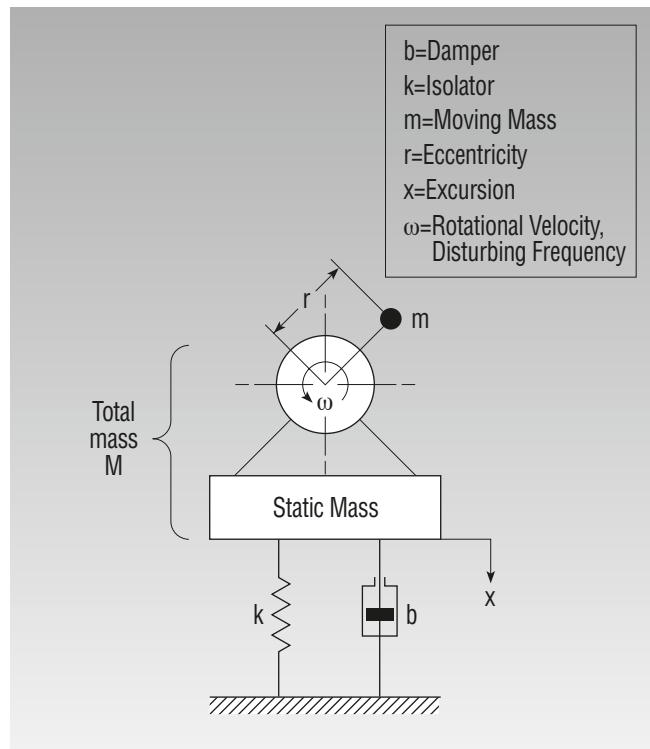 b=Damper
k=Isolator
m=Moving Mass
r=Eccentricity
x=Excursion
ω=Rotational Velocity,
Disturbing Frequency
r
m
ω
Total
mass
M
Static Mass
x
k
b